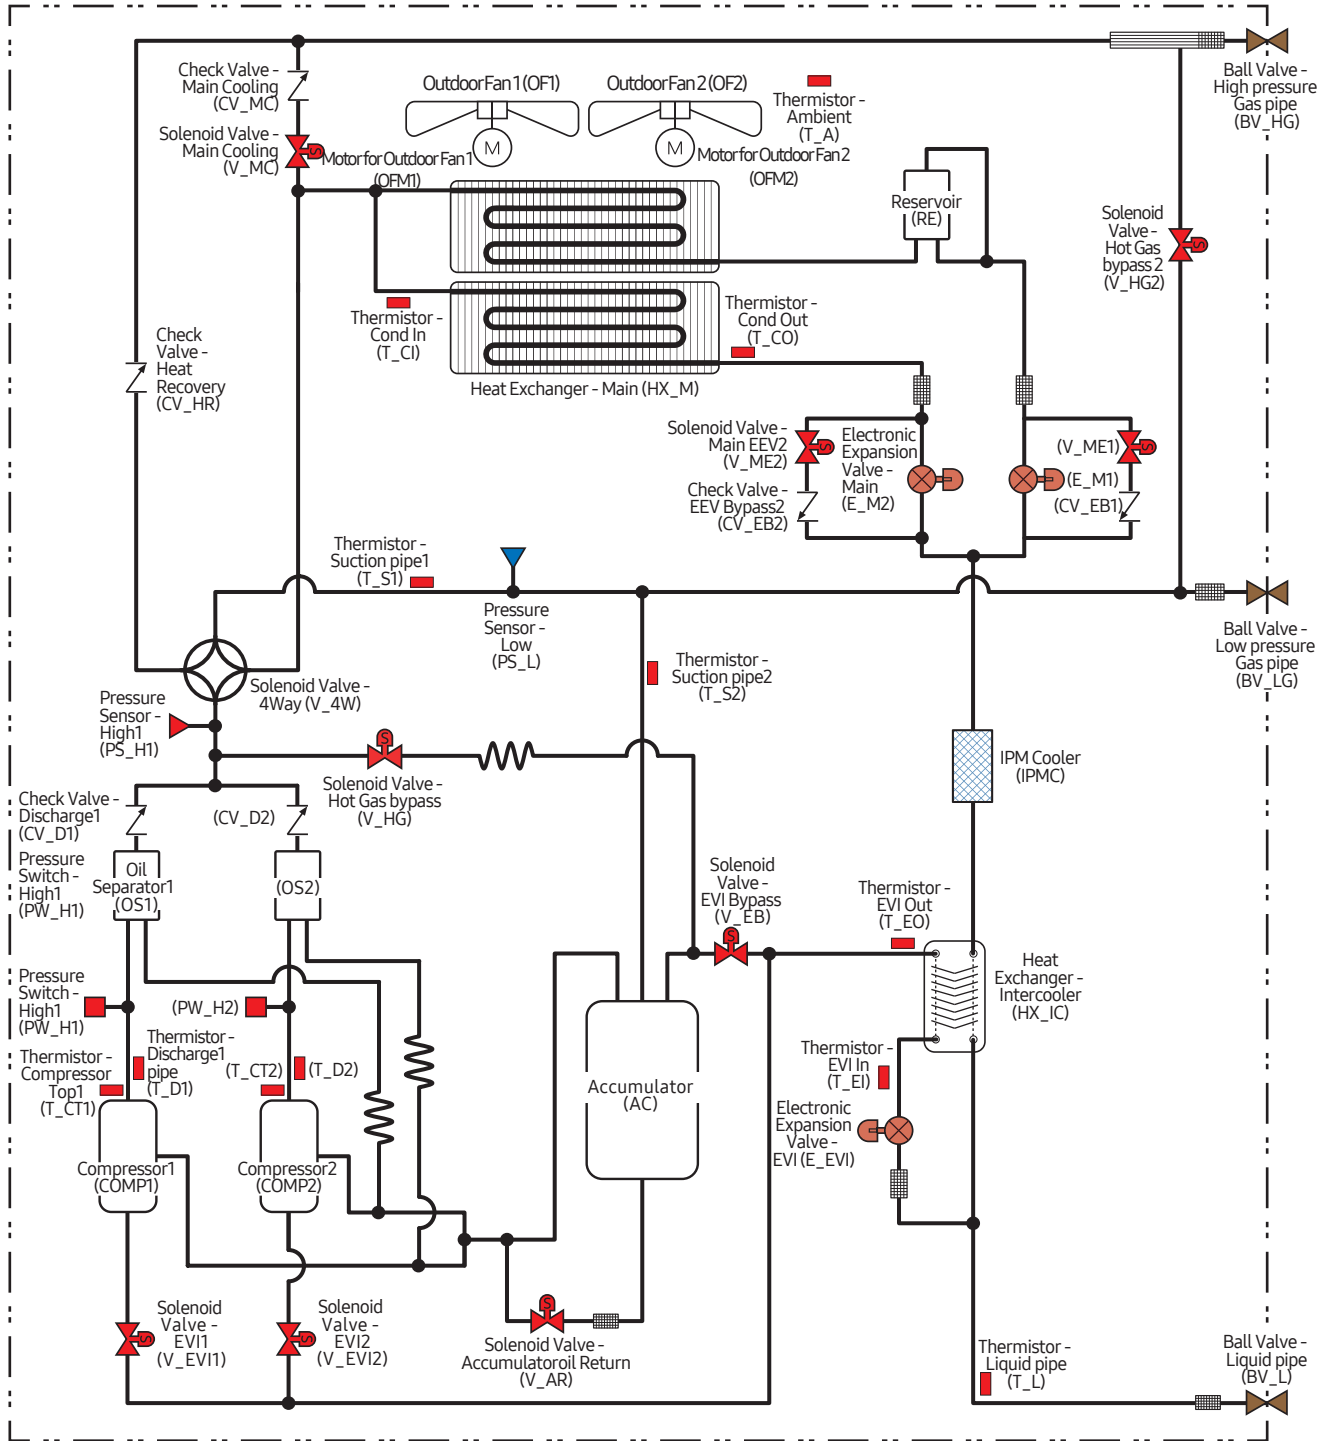 Check Valve -
Main Cooling
(CV_MC)
Solenoid Valve -
Main Cooling
(V_MC)
Outdoor Fan 1 (OF1)
M
Motor for Outdoor Fan 1
(OFM1)
Outdoor Fan 2 (OF2)
M
Motor for Outdoor Fan 2
(OFM2)
Thermistor -
Ambient
(T_A)
Ball Valve -
High pressure
Gas pipe
(BV_HG)
S
Reservoir
(RE)
Solenoid
Valve -
Hot Gas
bypass 2
(V_HG2)
S
Thermistor -
Cond In
(T_CI)
Thermistor -
Cond Out
(T_CO)
Heat Exchanger - Main (HX_M)
Check
Valve -
Heat
Recovery
(CV_HR)
Solenoid Valve -
Main EEV2
(V_ME2)
S
Electronic
Expansion
Valve -
Main
(E_M2)
(V_ME1)
S
(E_M1)
Check Valve -
EEV Bypass2
(CV_EB2)
(CV_EB1)
Thermistor -
Suction pipe1
(T_S1)
Pressure
Sensor -
Low
(PS_L)
Ball Valve -
Low pressure
Gas pipe
(BV_LG)
Thermistor -
Suction pipe2
(T_S2)
Solenoid Valve -
4Way (V_4W)
Pressure
Sensor -
High1
(PS_H1)
S
Solenoid Valve -
Hot Gas bypass
(V_HG)
IPM Cooler
(IPMC)
Check Valve -
Discharge1
(CV_D1)
(CV_D2)
Pressure
Switch -
High1
(PW_H1)
Oil
Separator1
(OS1)
(OS2)
Solenoid
Valve -
EVI Bypass
(V_EB)
S
Thermistor -
EVI Out
(T_EO)
Heat
Exchanger -
Intercooler
(HX_IC)
Pressure
Switch -
High1
(PW_H1)
(PW_H2)
Thermistor -
Discharge1
pipe
(T_D1)
Thermistor -
Compressor
Top1
(T_CT1)
(T_CT2)
(T_D2)
Thermistor -
EVI In
(T_EI)
Accumulator
(AC)
Electronic
Expansion
Valve -
EVI (E_EVI)
Compressor1
(COMP1)
Compressor2
(COMP2)
Solenoid
Valve -
EVI1
(V_EVI1)
S
Solenoid
Valve -
EVI2
(V_EVI2)
S
S
Solenoid Valve -
Accumulatoroil Return
(V_AR)
Thermistor -
Liquid pipe
(T_L)
Ball Valve -
Liquid pipe
(BV_L)